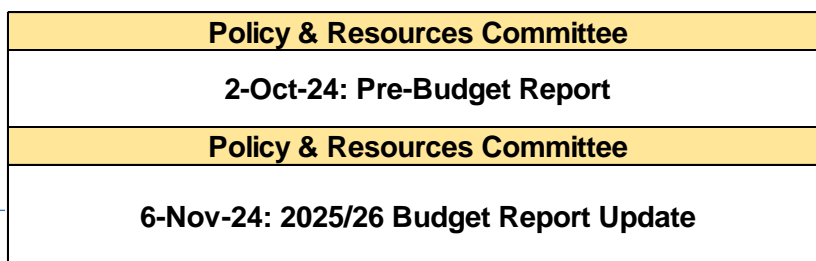 Policy & Resources Committee
2-Oct-24: Pre-Budget Report
Policy & Resources Committee
6-Nov-24: 2025/26 Budget Report Update